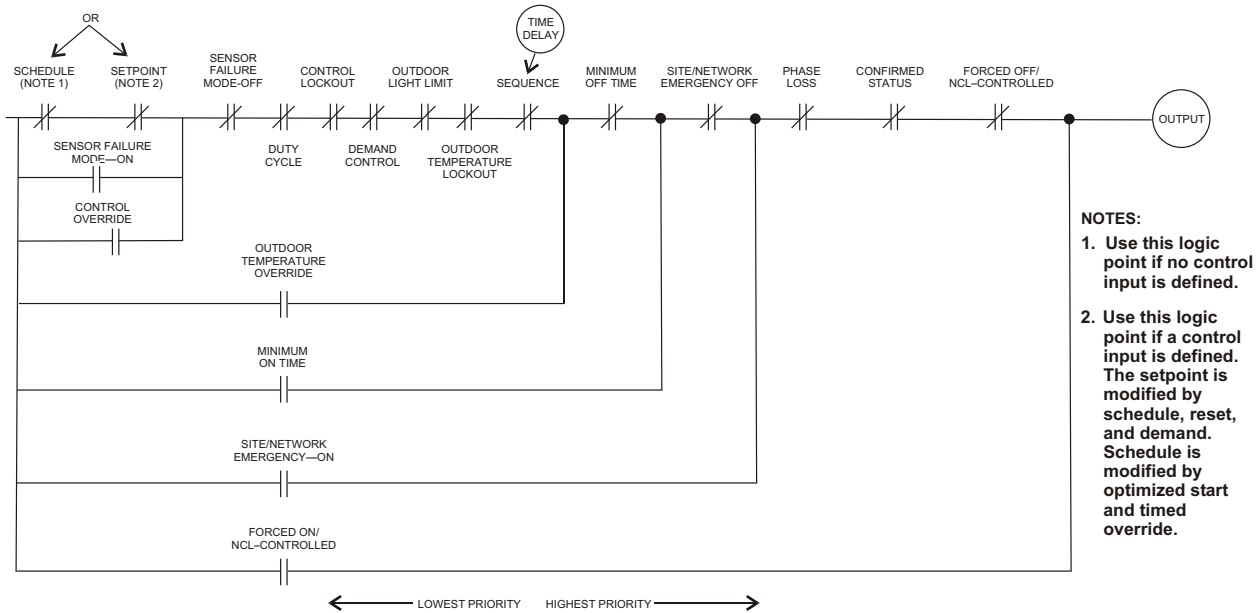 OR
TIME
DELAY
SCHEDULE
(NOTE 1)
SETPOINT
(NOTE 2)
SENSOR
FAILURE
MODE-OFF
CONTROL
LOCKOUT
OUTDOOR
LIGHT LIMIT
SEQUENCE
MINIMUM
OFF TIME
SITE/NETWORK
EMERGENCY OFF
PHASE
LOSS
CONFIRMED
STATUS
FORCED OFF/
NCL–CONTROLLED
OUTPUT
DUTY
CYCLE
DEMAND
CONTROL
OUTDOOR
TEMPERATURE
LOCKOUT
SENSOR FAILURE
MODE—ON
CONTROL
OVERRIDE
OUTDOOR
TEMPERATURE
OVERRIDE
MINIMUM
ON TIME
SITE/NETWORK
EMERGENCY—ON
FORCED ON/
NCL–CONTROLLED
LOWEST PRIORITY HIGHEST PRIORITY
NOTES:
1. Use this logic
point if no control
input is defined.
2. Use this logic
point if a control
input is defined.
The setpoint is
modified by
schedule, reset,
and demand.
Schedule is
modified by
optimized start
and timed
override.